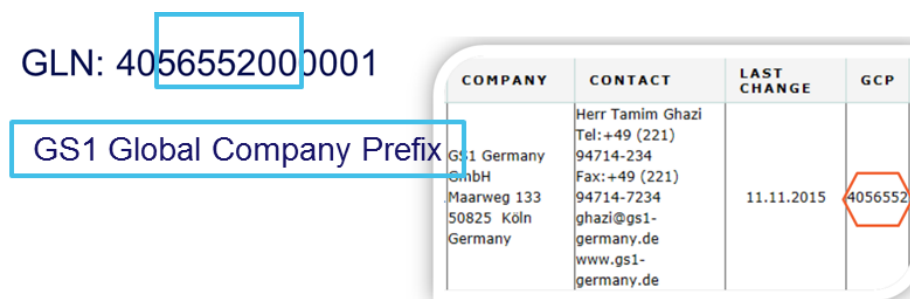 GLN: 4056552000001
GS1 Global Company Prefix
COMPANY
CONTACT
LAST
CHANGE
GCP
GS1 Germany
GmbH
Maarweg 133
50825 Köln
Germany
Herr Tamim Ghazi
Tel:+49 (221)
94714-234
Fax:+49 (221)
94714-7234
ghazi@gs1-
germany.de
www.gs1-
germany.de
11.11.2015
4056552